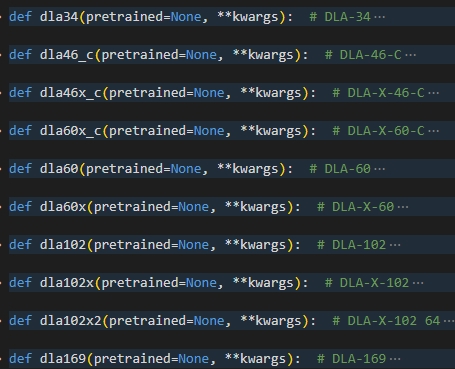 def dla34(pretrained=None, **kwargs):  # DLA-34···
def dla46_c(pretrained=None, **kwargs):  # DLA-46-C···
def dla46x_c(pretrained=None, **kwargs):  # DLA-X-46-C···
def dla60x_c(pretrained=None, **kwargs):  # DLA-X-60-C···
def dla60(pretrained=None, **kwargs):  # DLA-60···
def dla60x(pretrained=None, **kwargs):  # DLA-X-60···
def dla102(pretrained=None, **kwargs):  # DLA-102···
def dla102x(pretrained=None, **kwargs):  # DLA-X-102···
def dla102x2(pretrained=None, **kwargs):  # DLA-X-102 64···
def dla169(pretrained=None, **kwargs):  # DLA-169···